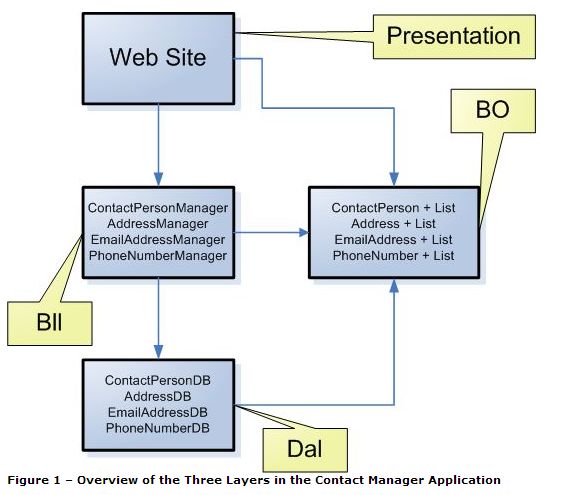 Web Site
Presentation
BO
ContactPersonManager
AddressManager
EmailAddressManager
PhoneNumberManager
ContactPerson + List
Address + List
EmailAddress + List
PhoneNumber + List
Bll
ContactPersonDB
AddressDB
EmailAddressDB
PhoneNumberDB
Dal
Figure 1 – Overview of the Three Layers in the Contact Manager Application